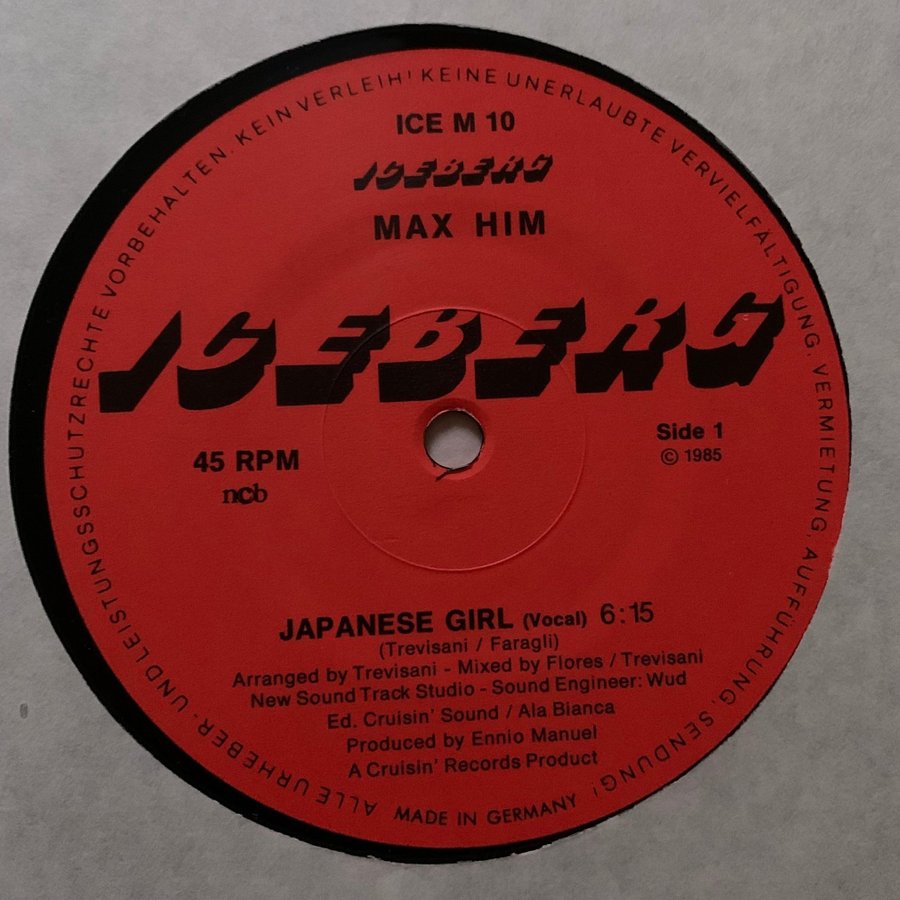 ALLE URHEBER- UND LEISTUNGSSCHUTZRECHTE VORBEHALTEN. KEIN VERLEIH! KEINE UNERLAUBTE VERVIELFÄLTIGUNG, VERMIETUNG, AUFFÜHRUNG, SENDUNG!
ICE M 10
ICEBERG
MAX HIM
ICEBERG
45 RPM
ncb
Side 1
© 1985
JAPANESE GIRL (Vocal) 6:15
(Trevisani / Faragli)
Arranged by Trevisani - Mixed by Flores / Trevisani
New Sound Track Studio - Sound Engineer: Wud
Ed. Cruisin' Sound / Ala Bianca
Produced by Ennio Manuel
A Cruisin' Records Product
MADE IN GERMANY